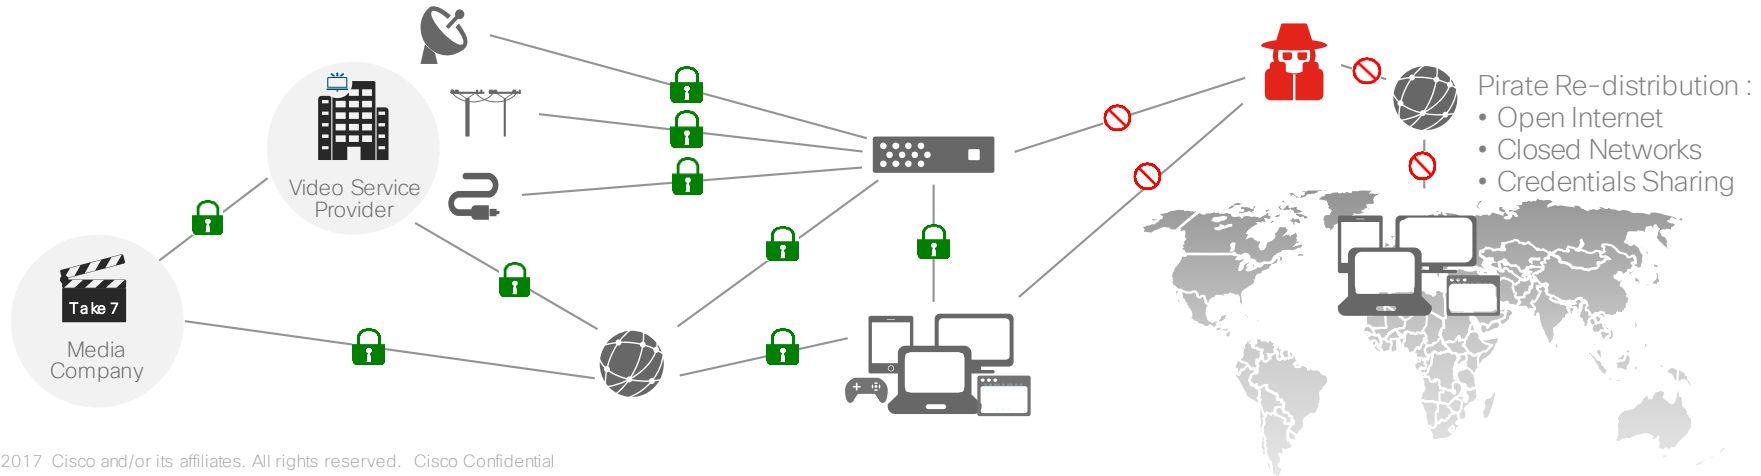 Video Service
Provider
Take 7
Media
Company
Pirate Re-distribution :
• Open Internet
• Closed Networks
• Credentials Sharing
2017 Cisco and/or its affiliates. All rights reserved. Cisco Confidential